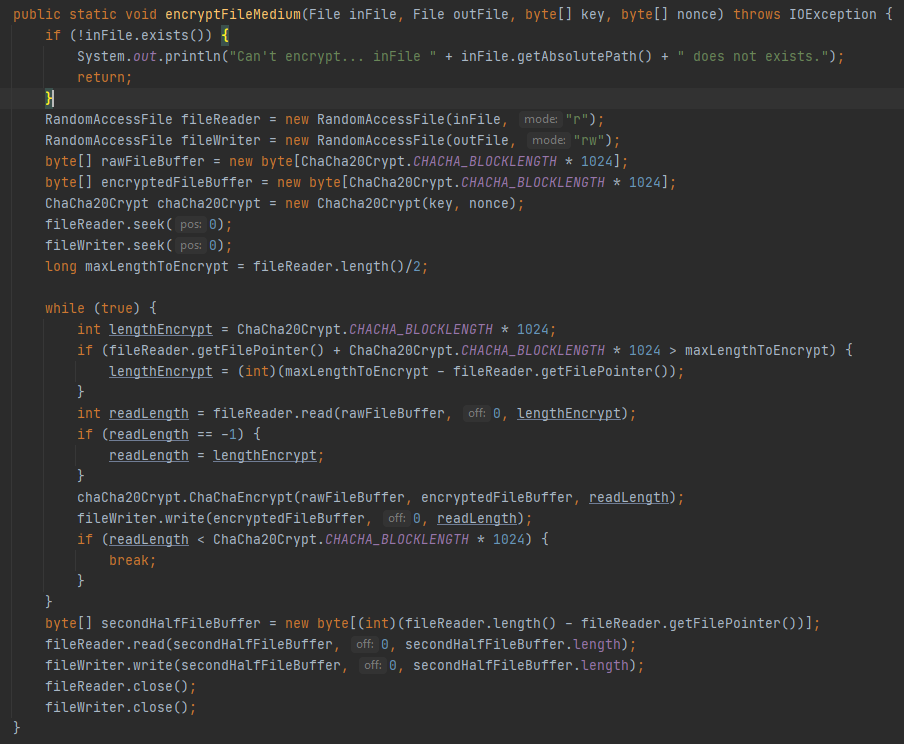 public static void encryptFileMedium(File inFile, File outFile, byte[] key, byte[] nonce) throws IOException {
if (!inFile.exists()) {
System.out.println("Can't encrypt... inFile " + inFile.getAbsolutePath() + " does not exists.");
return;
}
RandomAccessFile fileReader = new RandomAccessFile(inFile, mode: "r");
RandomAccessFile fileWriter = new RandomAccessFile(outFile, mode: "rw");
byte[] rawFileBuffer = new byte[ChaCha20Crypt.CHACHA_BLOCKLENGTH * 1024];
byte[] encryptedFileBuffer = new byte[ChaCha20Crypt.CHACHA_BLOCKLENGTH * 1024];
ChaCha20Crypt chaCha20Crypt = new ChaCha20Crypt(key, nonce);
fileReader.seek( pos: 0);
fileWriter.seek( pos: 0);
long maxLengthToEncrypt = fileReader.length()/2;
while (true) {
int lengthEncrypt = ChaCha20Crypt.CHACHA_BLOCKLENGTH * 1024;
if (fileReader.getFilePointer() + ChaCha20Crypt.CHACHA_BLOCKLENGTH * 1024 > maxLengthToEncrypt) {
lengthEncrypt = (int)(maxLengthToEncrypt - fileReader.getFilePointer());
}
int readLength = fileReader.read(rawFileBuffer, off: 0, lengthEncrypt);
if (readLength == -1) {
readLength = lengthEncrypt;
}
chaCha20Crypt.ChaChaEncrypt(rawFileBuffer, encryptedFileBuffer, readLength);
fileWriter.write(encryptedFileBuffer, off: 0, readLength);
if (readLength < ChaCha20Crypt.CHACHA_BLOCKLENGTH * 1024) {
break;
}
}
byte[] secondHalfFileBuffer = new byte[(int)(fileReader.length() - fileReader.getFilePointer())];
fileReader.read(secondHalfFileBuffer, off: 0, secondHalfFileBuffer.length);
fileWriter.write(secondHalfFileBuffer, off: 0, secondHalfFileBuffer.length);
fileReader.close();
fileWriter.close();
}